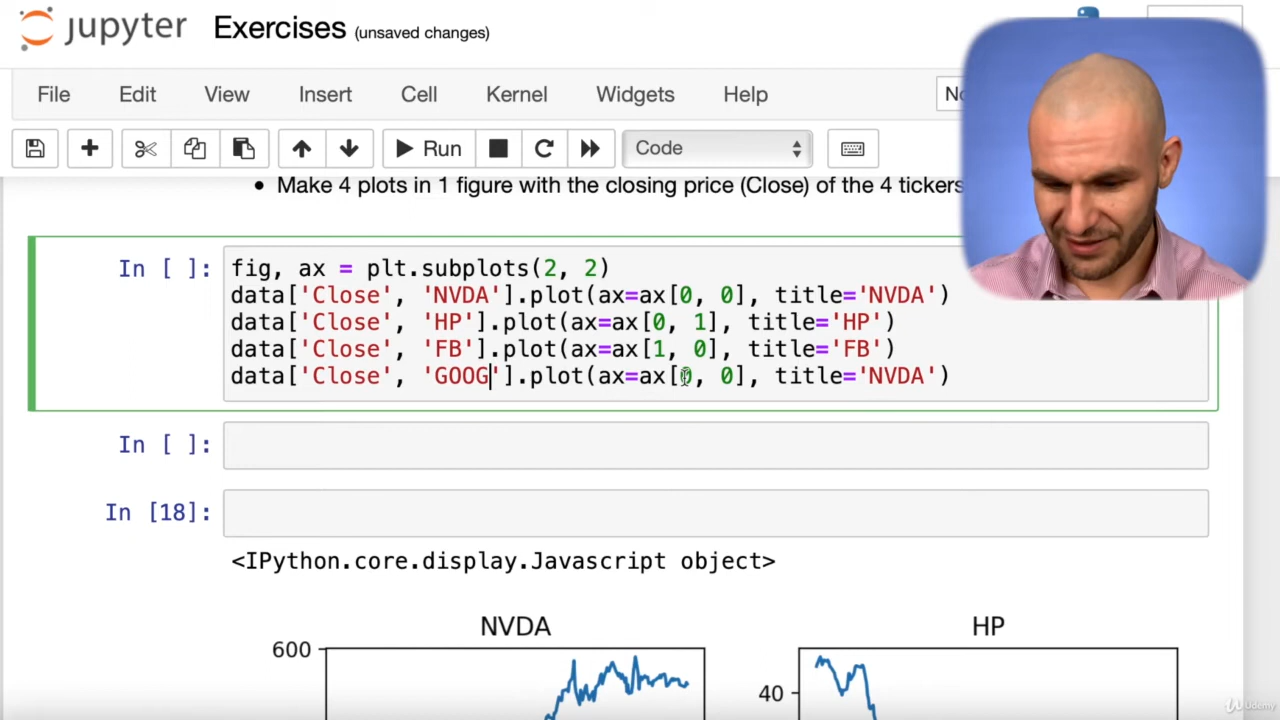 jupyter Exercises (unsaved changes)
File Edit View Insert Cell Kernel Widgets Help
Run Code
• Make 4 plots in 1 figure with the closing price (Close) of the 4 tickers
In [ ]: fig, ax = plt.subplots(2, 2)
data['Close', 'NVDA'].plot(ax=ax[0, 0], title='NVDA')
data['Close', 'HP'].plot(ax=ax[0, 1], title='HP')
data['Close', 'FB'].plot(ax=ax[1, 0], title='FB')
data['Close', 'GOOG'].plot(ax=ax[0, 0], title='NVDA')
In [ ]:
In [18]:
<IPython.core.display.Javascript object>
NVDA HP
600
40
Udemy